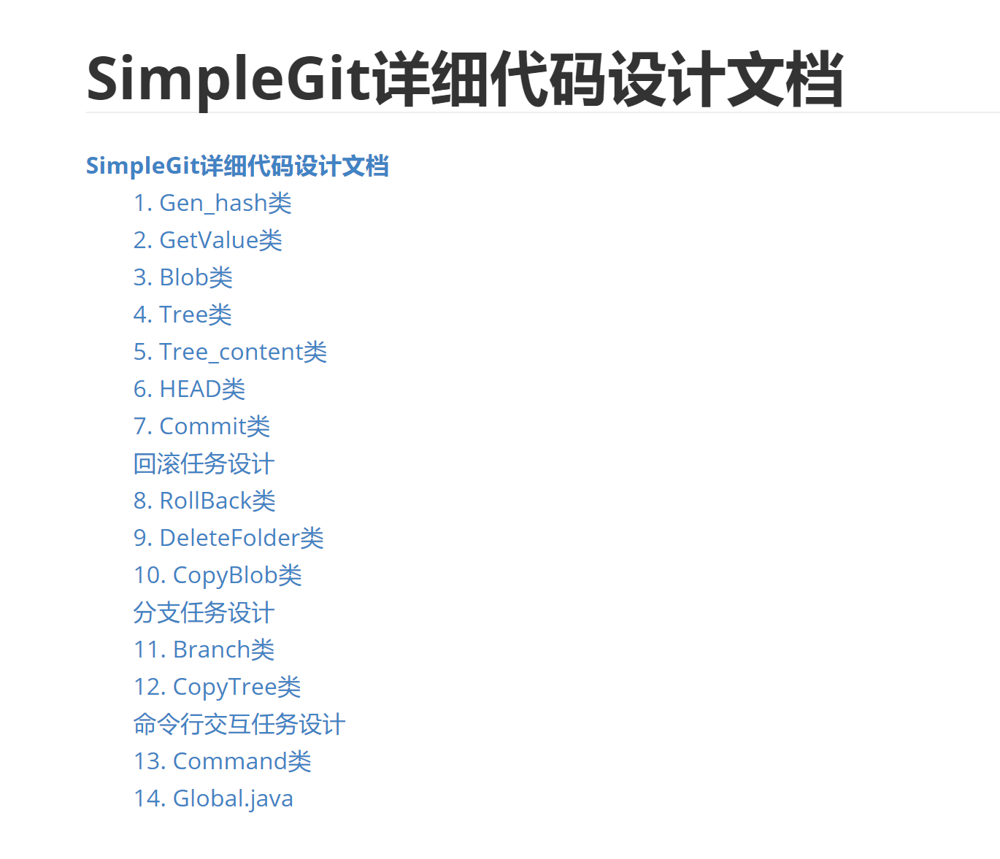 SimpleGit详细代码设计文档
SimpleGit详细代码设计文档
1. Gen_hash类
2. GetValue类
3. Blob类
4. Tree类
5. Tree_content类
6. HEAD类
7. Commit类
回滚任务设计
8. RollBack类
9. DeleteFolder类
10. CopyBlob类
分支任务设计
11. Branch类
12. CopyTree类
命令行交互任务设计
13. Command类
14. Global.java